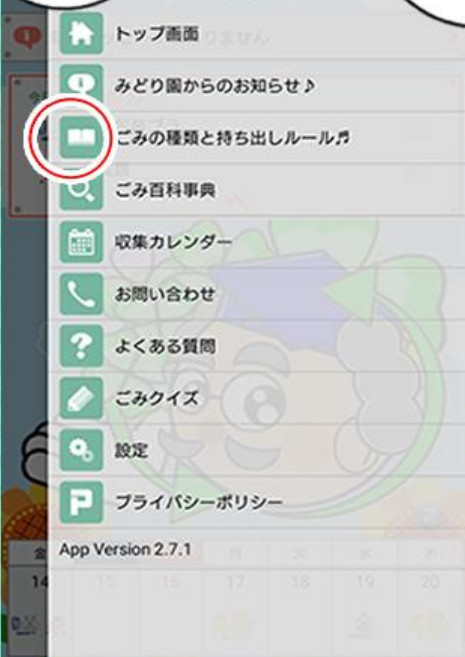 トップ画面
みどり園からのお知らせ♪
ごみの種類と持ち出しルール♬
ごみ百科事典
収集カレンダー
お問い合わせ
よくある質問
ごみクイズ
設定
プライバシーポリシー
App Version 2.7.1
金
14 15 16 17 18 19 20